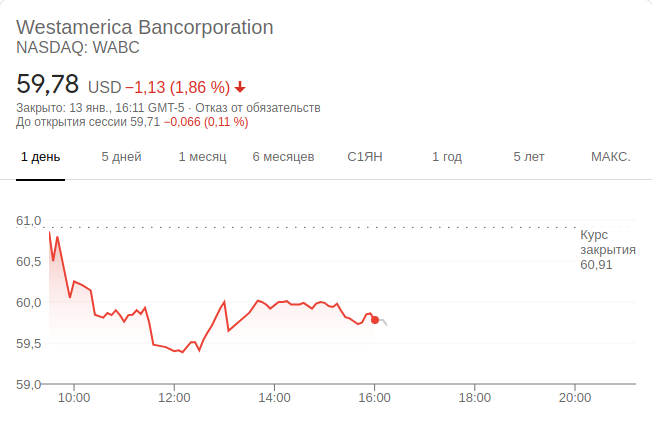 Westamerica Bancorporation
NASDAQ: WABC
59,78 USD −1,13 (1,86 %)
Закрыто: 13 янв., 16:11 GMT-5 · Отказ от обязательств
До открытия сессии 59,71 −0,066 (0,11 %)
1 день 5 дней 1 месяц 6 месяцев С1ЯН 1 год 5 лет МАКС.
61,0
Курс
закрытия
60,91
60,5
60,0
59,5
59,0
10:00 12:00 14:00 16:00 18:00 20:00